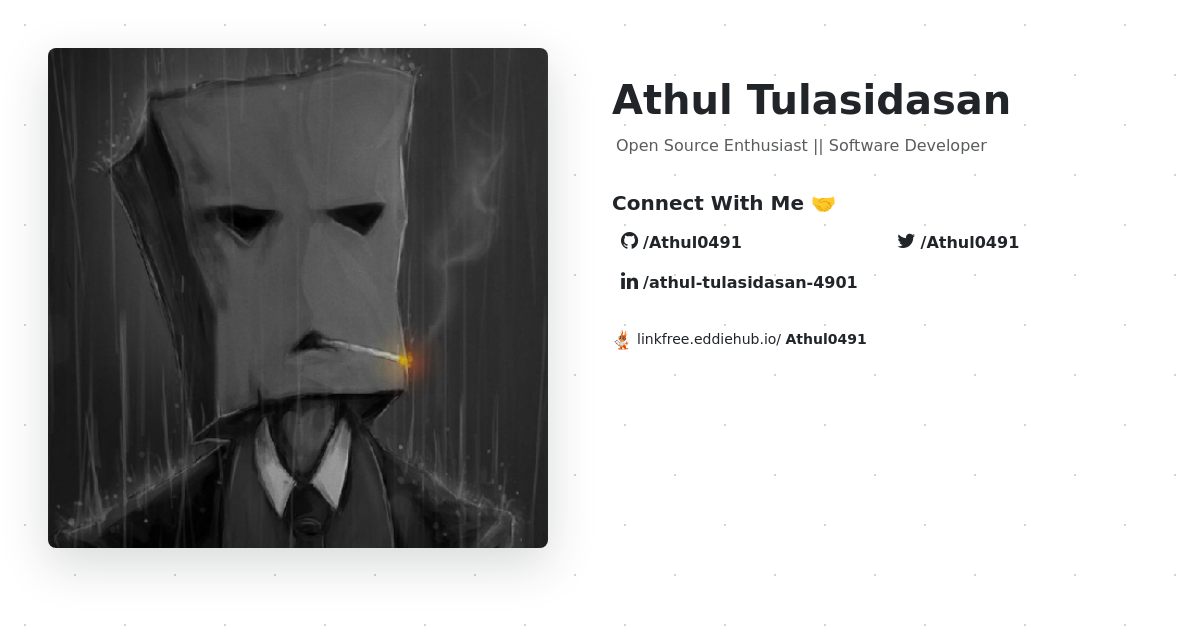 Athul Tulasidasan
Open Source Enthusiast || Software Developer
Connect With Me 🤝
/Athul0491
/Athul0491
/athul-tulasidasan-4901
linkfree.eddiehub.io/ Athul0491